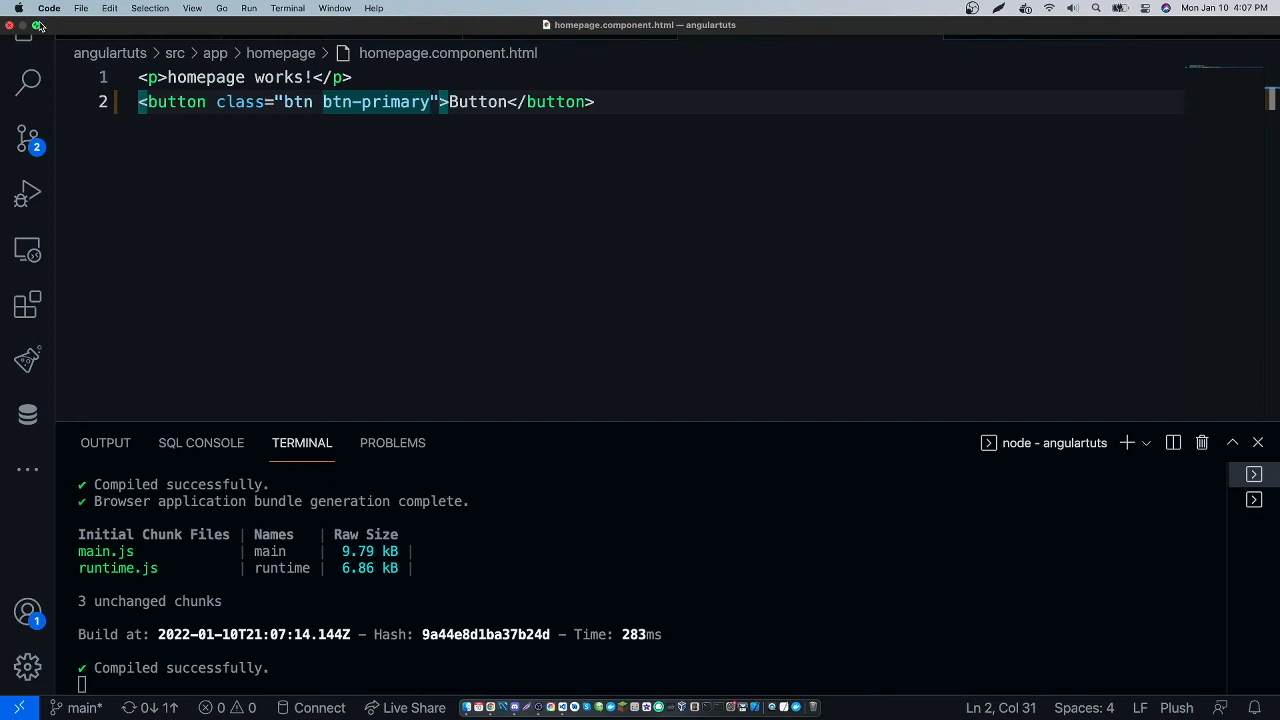 Code File Edit Selection View Go Run Terminal Window Help Mon Jan 10 4:07 PM
homepage.component.html — angulartuts
angulartuts > src > app > homepage > homepage.component.html
1 <p>homepage works!</p>
2 <button class="btn btn-primary">Button</button>
2
OUTPUT SQL CONSOLE TERMINAL PROBLEMS node - angulartuts
✔ Compiled successfully.
✔ Browser application bundle generation complete.
Initial Chunk Files | Names | Raw Size
main.js | main | 9.79 kB |
runtime.js | runtime | 6.86 kB |
3 unchanged chunks
1
Build at: 2022-01-10T21:07:14.144Z - Hash: 9a44e8d1ba37b24d - Time: 283ms
✔ Compiled successfully.
main* 0↓ 1↑ 0 0 Connect Live Share Ln 2, Col 31 Spaces: 4 LF Plush